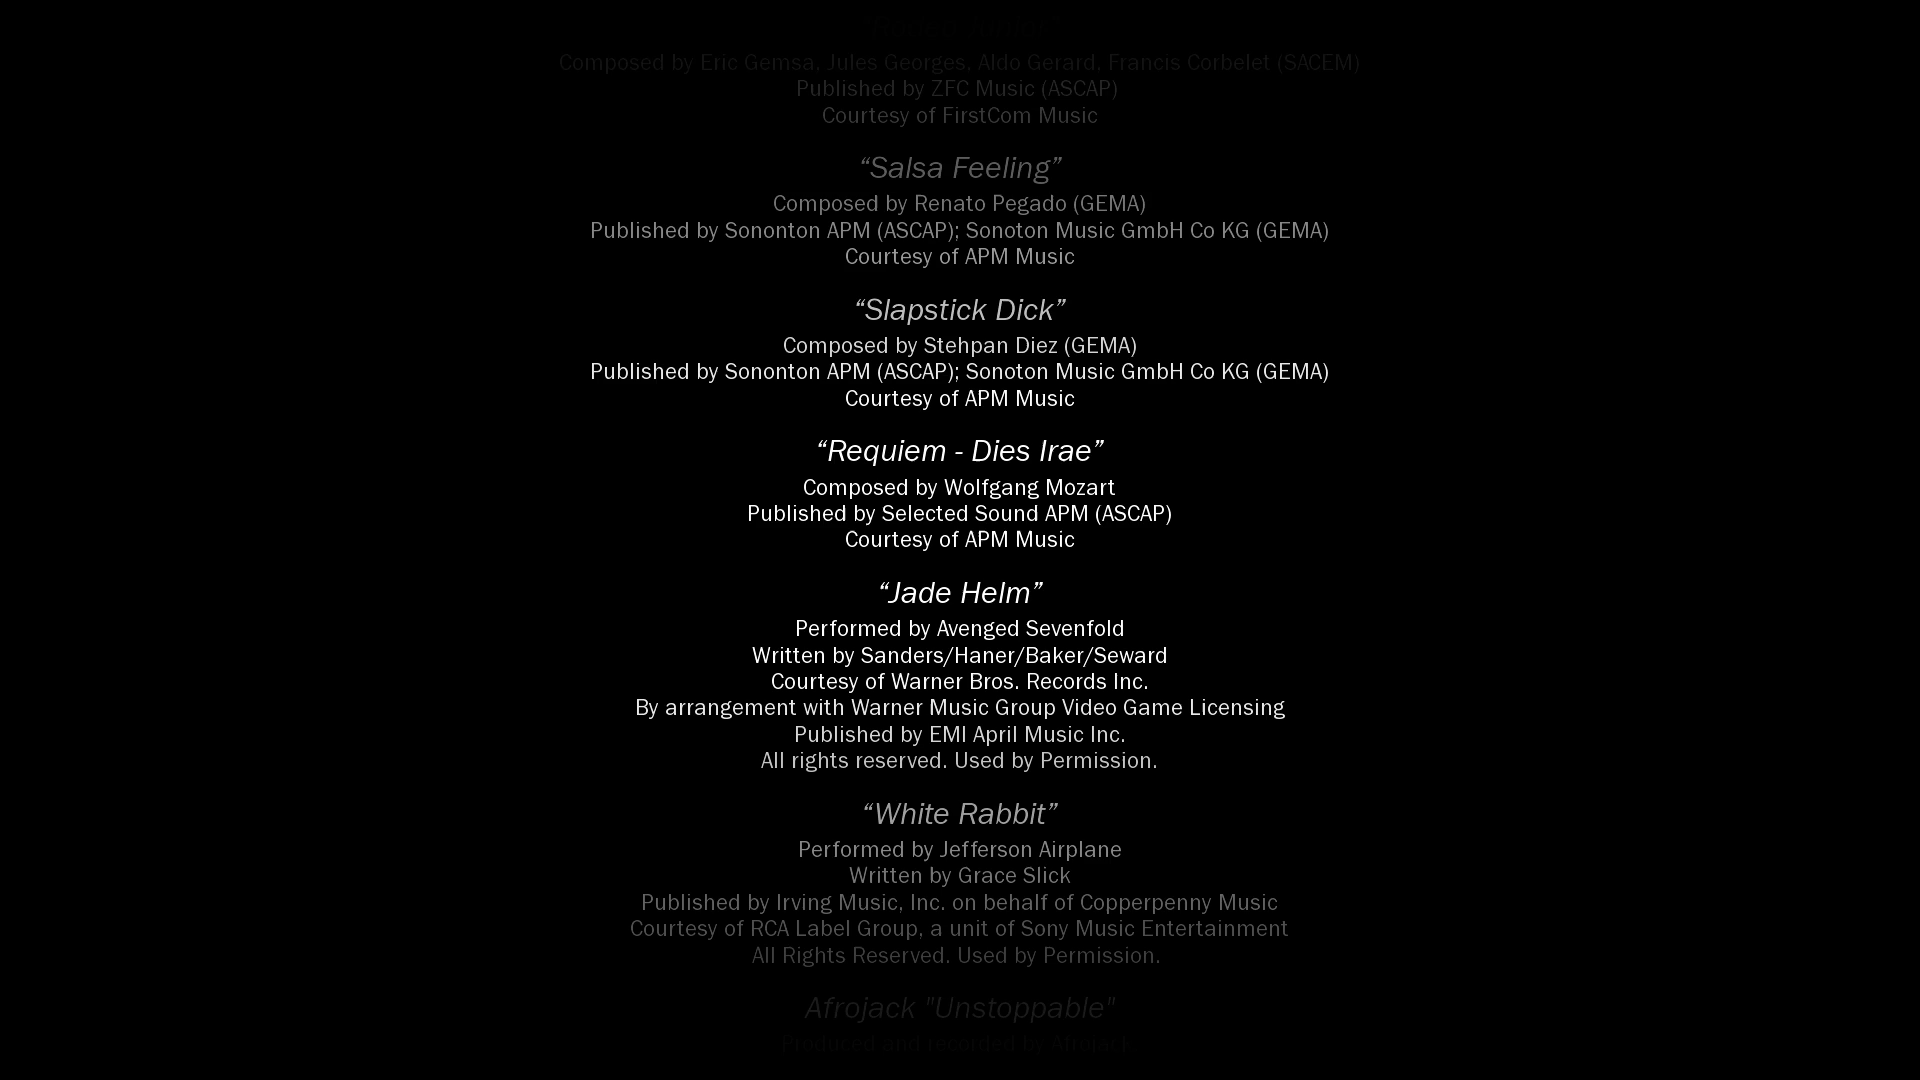 Composed by Eric Gemsa, Jules Georges, Aldo Gerard, Francis Corbelet (SACEM)
Published by ZFC Music (ASCAP)
Courtesy of FirstCom Music
“Salsa Feeling”
Composed by Renato Pegado (GEMA)
Published by Sononton APM (ASCAP); Sonoton Music GmbH Co KG (GEMA)
Courtesy of APM Music
“Slapstick Dick”
Composed by Stehpan Diez (GEMA)
Published by Sononton APM (ASCAP); Sonoton Music GmbH Co KG (GEMA)
Courtesy of APM Music
“Requiem - Dies Irae”
Composed by Wolfgang Mozart
Published by Selected Sound APM (ASCAP)
Courtesy of APM Music
“Jade Helm”
Performed by Avenged Sevenfold
Written by Sanders/Haner/Baker/Seward
Courtesy of Warner Bros. Records Inc.
By arrangement with Warner Music Group Video Game Licensing
Published by EMI April Music Inc.
All rights reserved. Used by Permission.
“White Rabbit”
Performed by Jefferson Airplane
Written by Grace Slick
Published by Irving Music, Inc. on behalf of Copperpenny Music
Courtesy of RCA Label Group, a unit of Sony Music Entertainment
All Rights Reserved. Used by Permission.
Afrojack "Unstoppable"
Produced and recorded by Afrojack